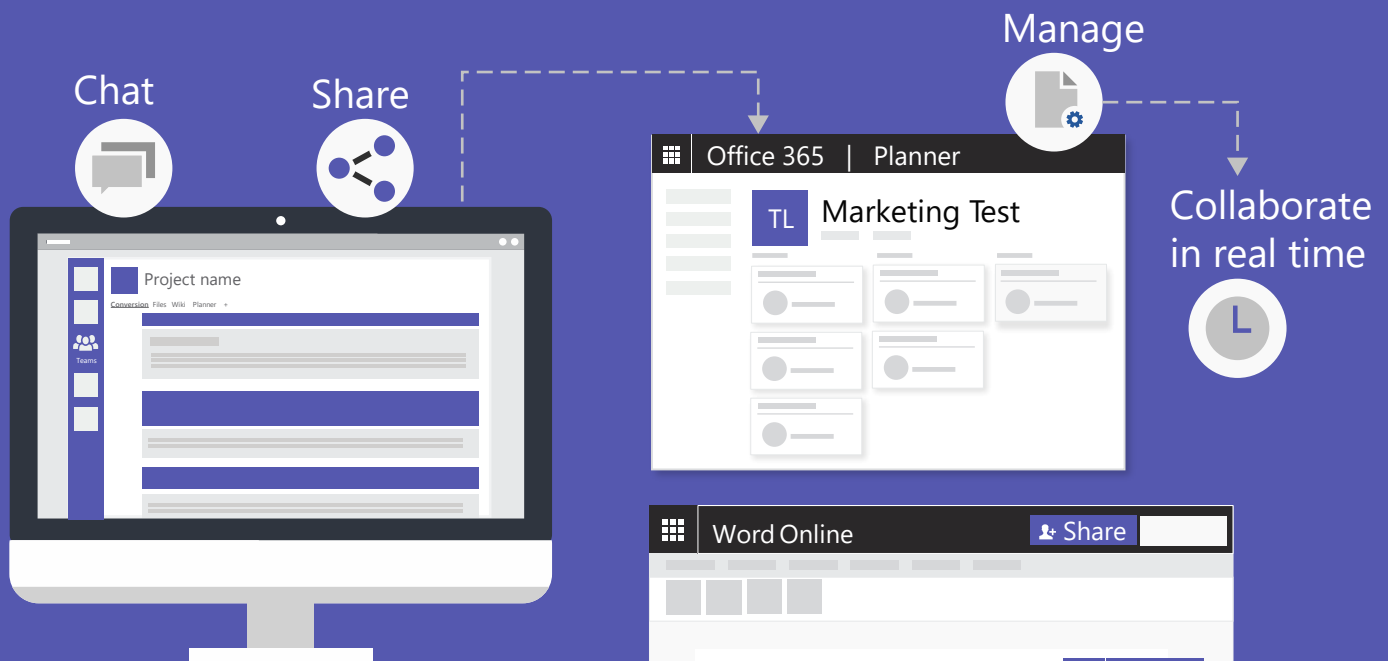 Manage
Chat
Share
Office 365 | Planner
TL
Marketing Test
Collaborate
in real time
Project name
Conversion Files Wiki Planner +
Teams
Word Online
Share